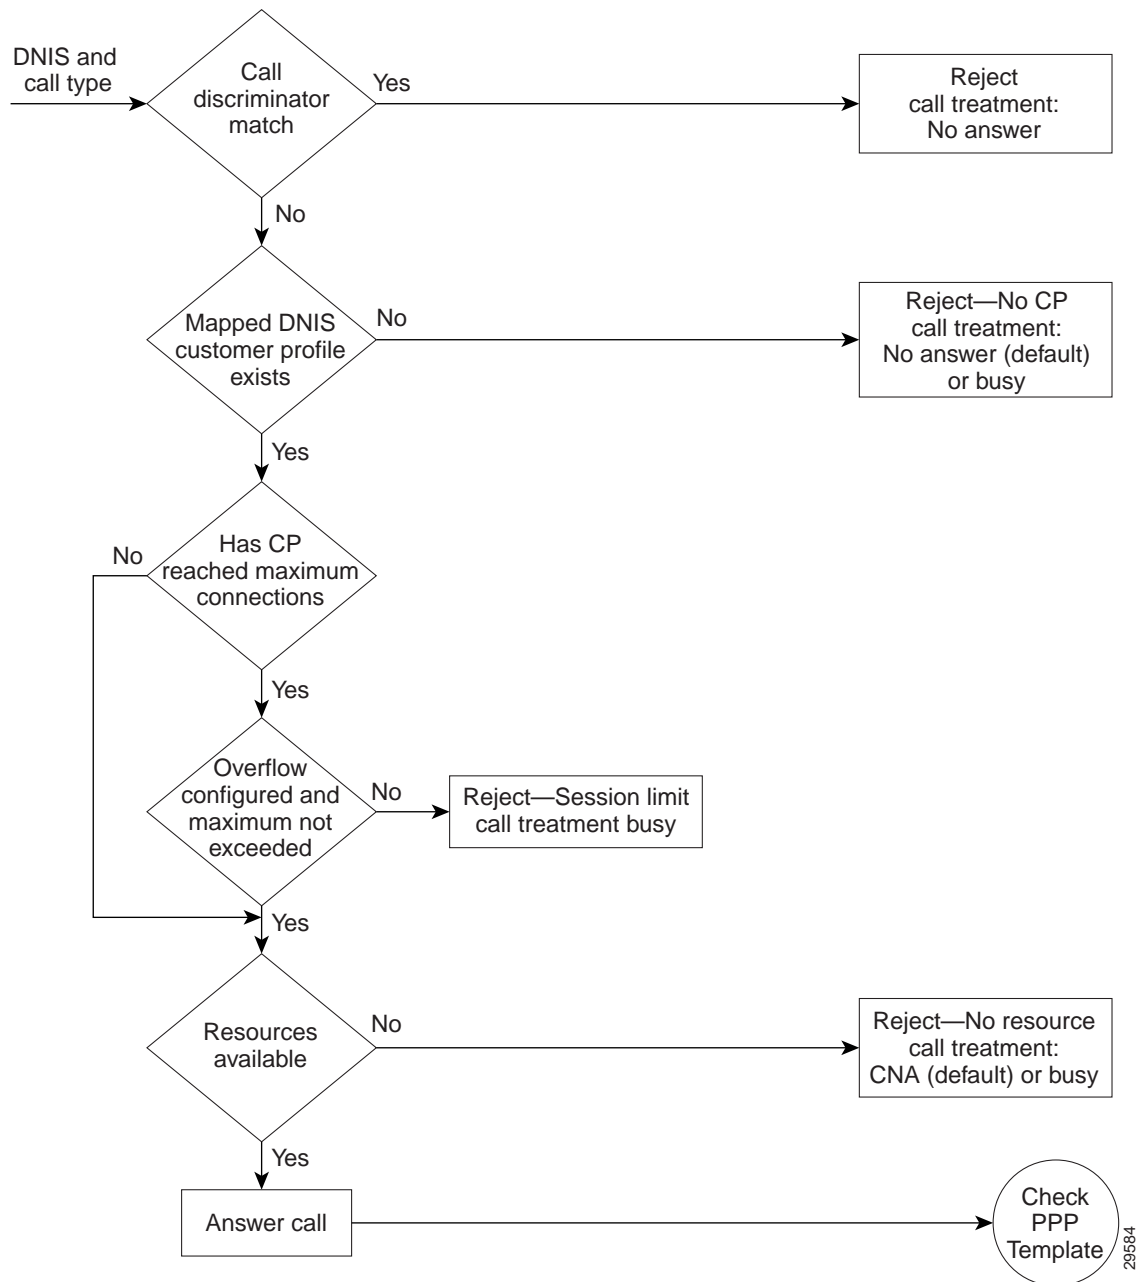 DNIS and
call type
Call
discriminator
match
Yes
Reject
call treatment:
No answer
No
Mapped DNIS
customer profile
exists
No
Reject—No CP
call treatment:
No answer (default)
or busy
Yes
Has CP
reached maximum
connections
No
Yes
Overflow
configured and
maximum not
exceeded
No
Reject—Session limit
call treatment busy
Yes
Resources
available
No
Reject—No resource
call treatment:
CNA (default) or busy
Yes
Answer call
Check
PPP
Template
29584